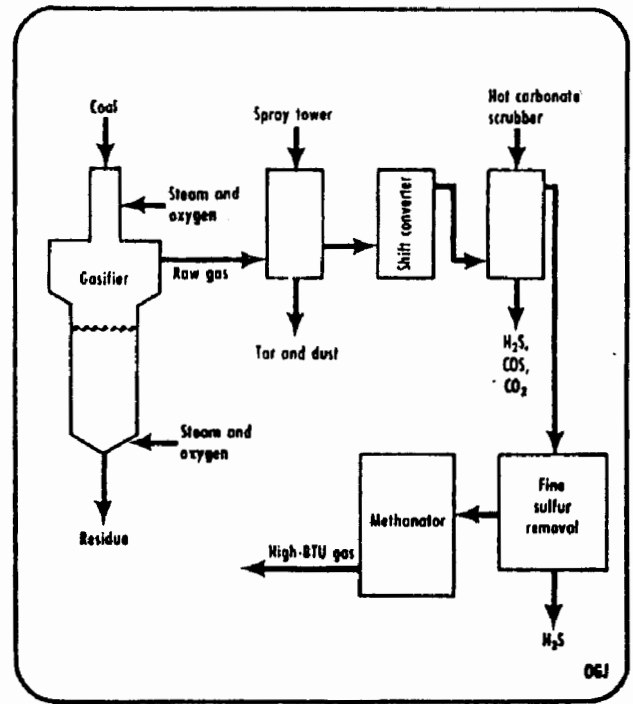 Coal
Steam and
oxygen
Gasifier
Raw gas
Spray tower
Tar and dust
Shift converter
Hot carbonate
scrubber
H₂S,
COS,
CO₂
Steam and
oxygen
Residue
Fine
sulfur
removal
H₂S
Methanator
High-BTU gas
OGJ